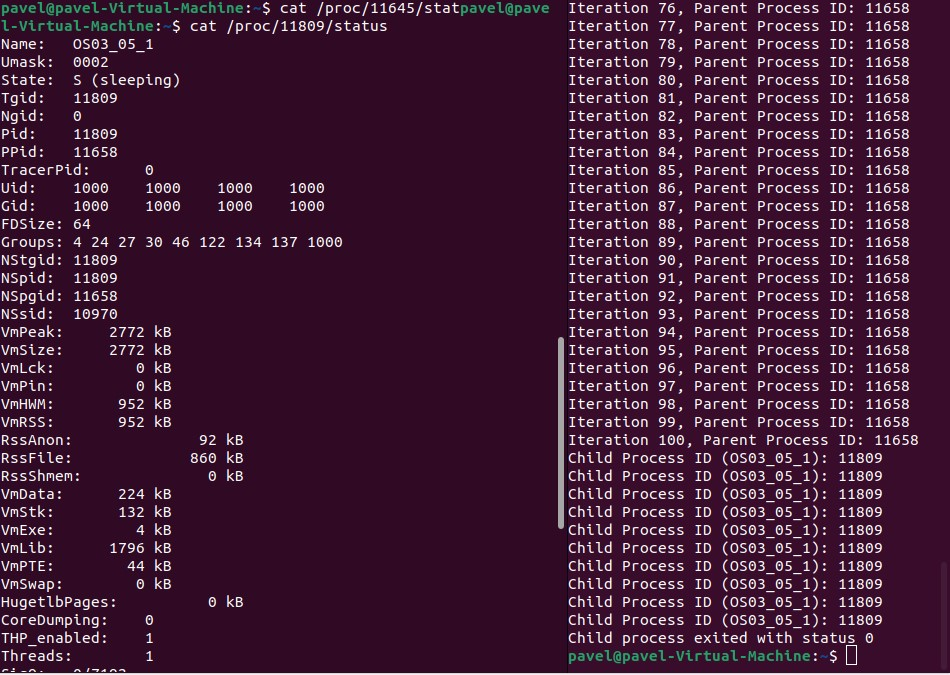 pavel@pavel-Virtual-Machine:~$ cat /proc/11645/statpavel@pave
l-Virtual-Machine:~$ cat /proc/11809/status
Name:	OS03_05_1
Umask:	0002
State:	S (sleeping)
Tgid:	11809
Ngid:	0
Pid:	11809
PPid:	11658
TracerPid:	0
Uid:	1000	1000	1000	1000
Gid:	1000	1000	1000	1000
FDSize:	64
Groups:	4 24 27 30 46 122 134 137 1000
NStgid:	11809
NSpid:	11809
NSpgid:	11658
NSsid:	10970
VmPeak:	2772 kB
VmSize:	2772 kB
VmLck:	0 kB
VmPin:	0 kB
VmHWM:	952 kB
VmRSS:	952 kB
RssAnon:	92 kB
RssFile:	860 kB
RssShmem:	0 kB
VmData:	224 kB
VmStk:	132 kB
VmExe:	4 kB
VmLib:	1796 kB
VmPTE:	44 kB
VmSwap:	0 kB
HugetlbPages:	0 kB
CoreDumping:	0
THP_enabled:	1
Threads:	1
Iteration 76, Parent Process ID: 11658
Iteration 77, Parent Process ID: 11658
Iteration 78, Parent Process ID: 11658
Iteration 79, Parent Process ID: 11658
Iteration 80, Parent Process ID: 11658
Iteration 81, Parent Process ID: 11658
Iteration 82, Parent Process ID: 11658
Iteration 83, Parent Process ID: 11658
Iteration 84, Parent Process ID: 11658
Iteration 85, Parent Process ID: 11658
Iteration 86, Parent Process ID: 11658
Iteration 87, Parent Process ID: 11658
Iteration 88, Parent Process ID: 11658
Iteration 89, Parent Process ID: 11658
Iteration 90, Parent Process ID: 11658
Iteration 91, Parent Process ID: 11658
Iteration 92, Parent Process ID: 11658
Iteration 93, Parent Process ID: 11658
Iteration 94, Parent Process ID: 11658
Iteration 95, Parent Process ID: 11658
Iteration 96, Parent Process ID: 11658
Iteration 97, Parent Process ID: 11658
Iteration 98, Parent Process ID: 11658
Iteration 99, Parent Process ID: 11658
Iteration 100, Parent Process ID: 11658
Child Process ID (OS03_05_1): 11809
Child Process ID (OS03_05_1): 11809
Child Process ID (OS03_05_1): 11809
Child Process ID (OS03_05_1): 11809
Child Process ID (OS03_05_1): 11809
Child Process ID (OS03_05_1): 11809
Child Process ID (OS03_05_1): 11809
Child Process ID (OS03_05_1): 11809
Child Process ID (OS03_05_1): 11809
Child Process ID (OS03_05_1): 11809
Child process exited with status 0
pavel@pavel-Virtual-Machine:~$